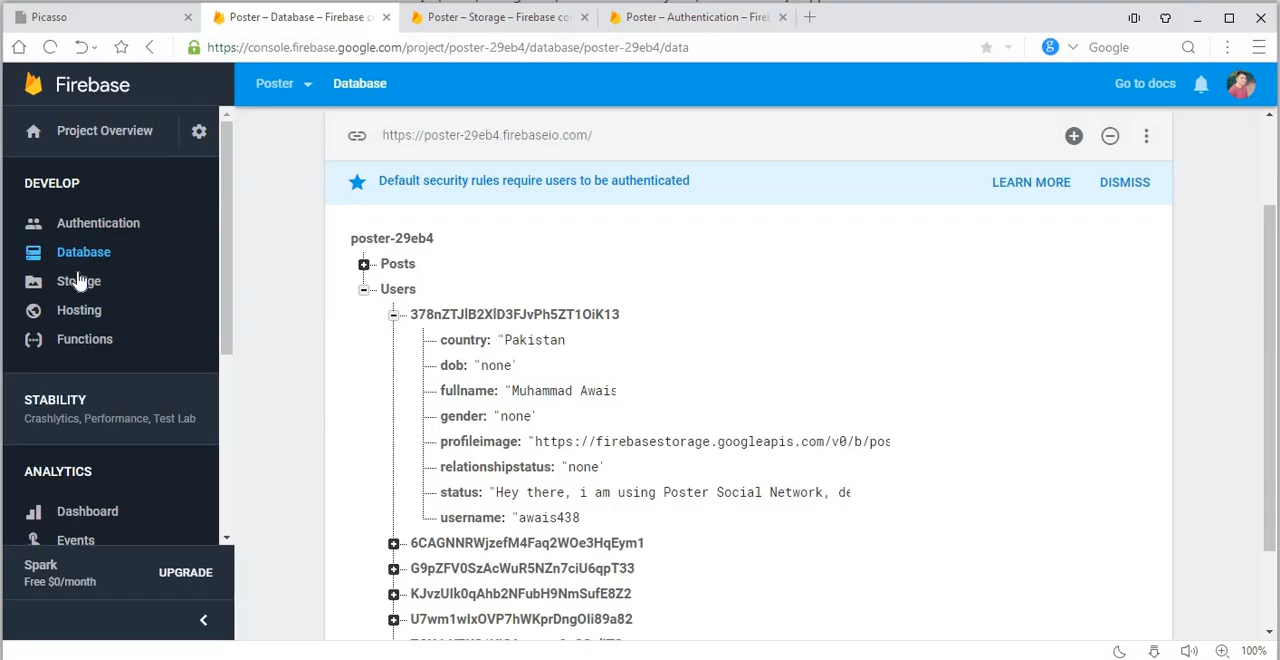 Picasso
Poster – Database – Firebase c
Poster – Storage – Firebase con
Poster – Authentication – Fire
https://console.firebase.google.com/project/poster-29eb4/database/poster-29eb4/data
Google
Firebase
Poster
Database
Go to docs
Project Overview
https://poster-29eb4.firebaseio.com/
Default security rules require users to be authenticated
LEARN MORE
DISMISS
DEVELOP
Authentication
Database
Storage
Hosting
Functions
STABILITY
Crashlytics, Performance, Test Lab
ANALYTICS
Dashboard
Events
Spark
Free $0/month
UPGRADE
poster-29eb4
Posts
Users
378nZTJlB2XlD3FJvPh5ZT1OiK13
country: "Pakistan
dob: "none'
fullname: "Muhammad Awais
gender: "none'
profileimage: "https://firebasestorage.googleapis.com/v0/b/pos
relationshipstatus: "none'
status: "Hey there, i am using Poster Social Network, de
username: "awais438
6CAGNNRWjzefM4Faq2WOe3HqEym1
G9pZFV0SzAcWuR5NZn7ciU6qpT33
KJvzUIk0qAhb2NFubH9NmSufE8Z2
U7wm1wIxOVP7hWKprDngOli89a82
100%